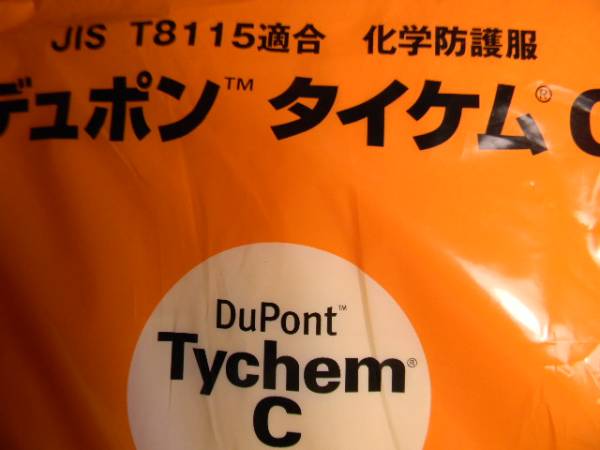 JIS T8115適合 化学防護服
デュポン™ タイケム® C
DuPont™
Tychem®
C